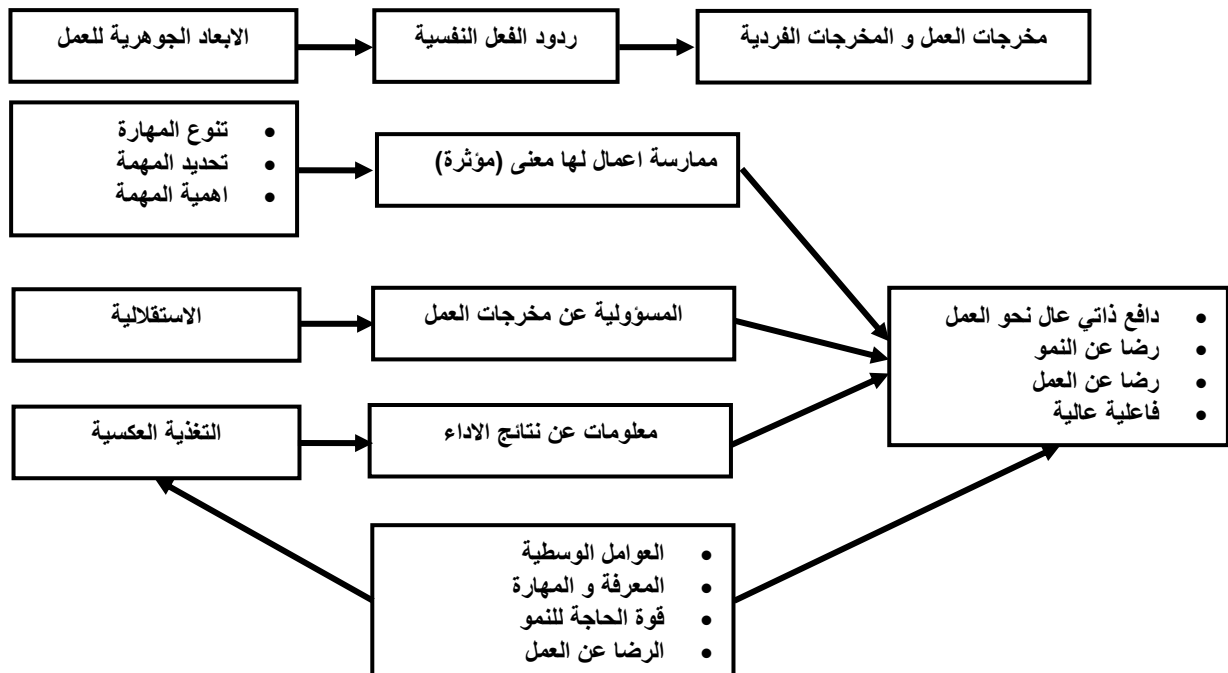 الابعاد الجوهرية للعمل
ردود الفعل النفسية
مخرجات العمل و المخرجات الفردية
• تنوع المهارة
• تحديد المهمة
• اهمية المهمة
ممارسة اعمال لها معنى (مؤثرة)
الاستقلالية
المسؤولية عن مخرجات العمل
• دافع ذاتي عال نحو العمل
• رضا عن النمو
• رضا عن العمل
• فاعلية عالية
التغذية العكسية
معلومات عن نتائج الاداء
• العوامل الوسطية
• المعرفة و المهارة
• قوة الحاجة للنمو
• الرضا عن العمل